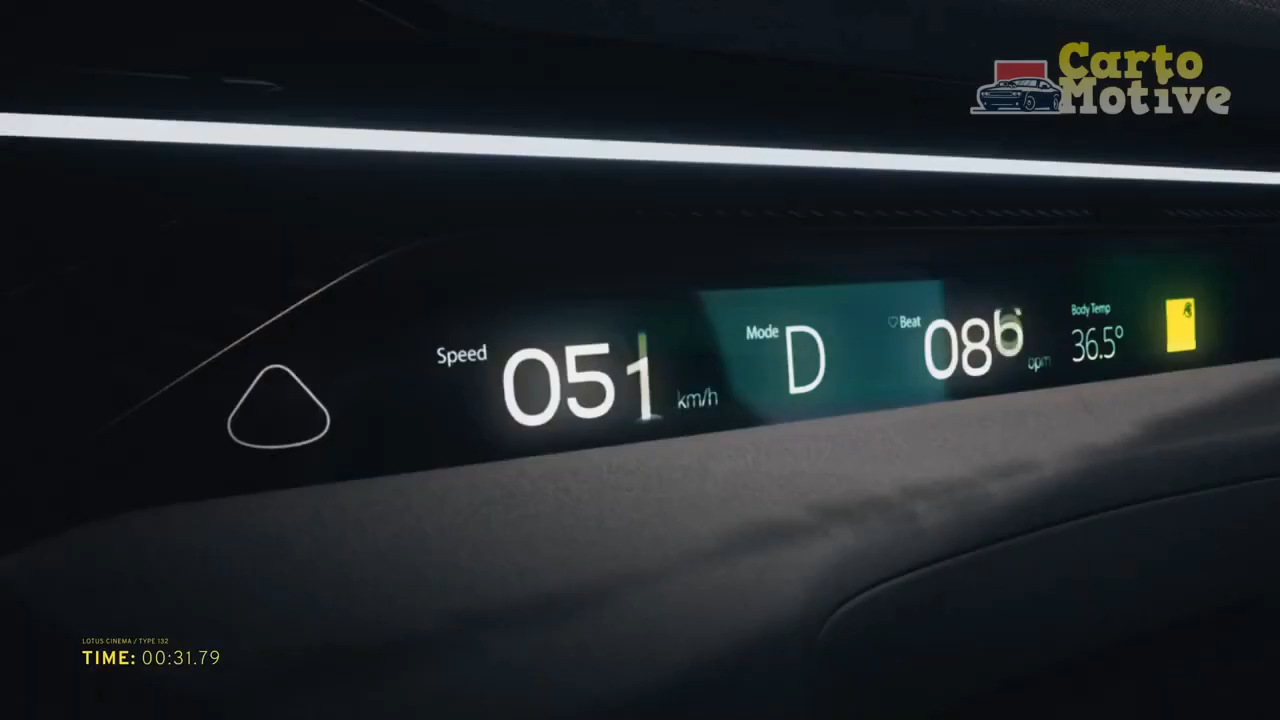 Carto
Motive
Speed 051 km/h
Mode D
Beat 086 bpm
Body Temp
36.5°
LOTUS CINEMA / TYPE 132
TIME: 00:31.79